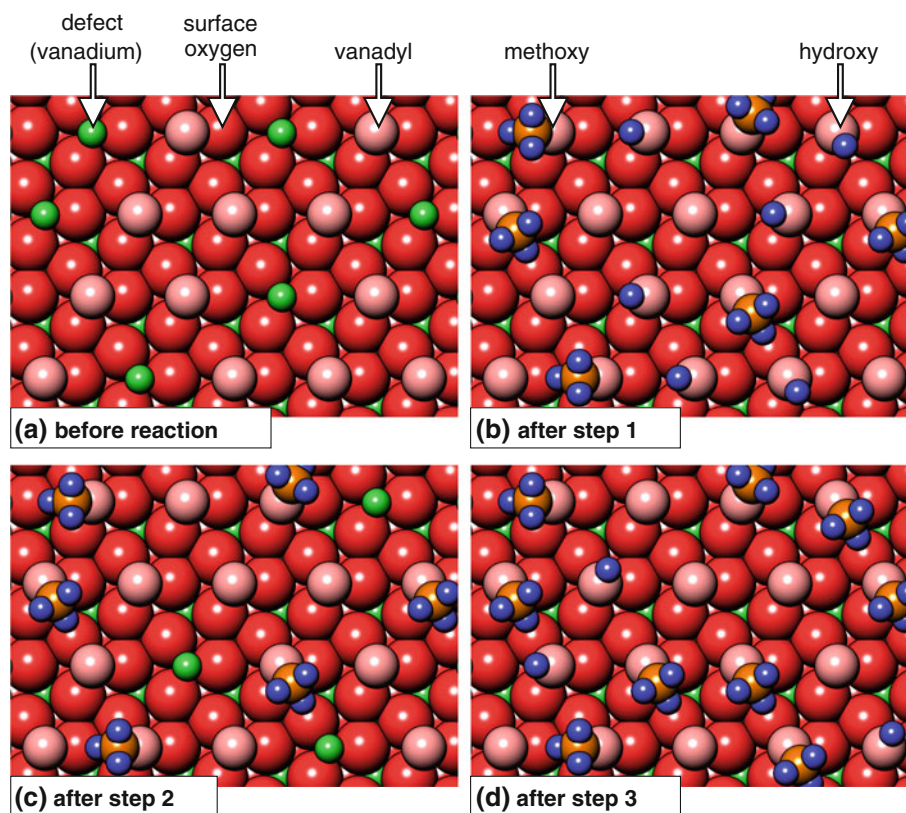 defect
(vanadium)
surface
oxygen
vanadyl
methoxy
hydroxy
(a) before reaction
(b) after step 1
(c) after step 2
(d) after step 3